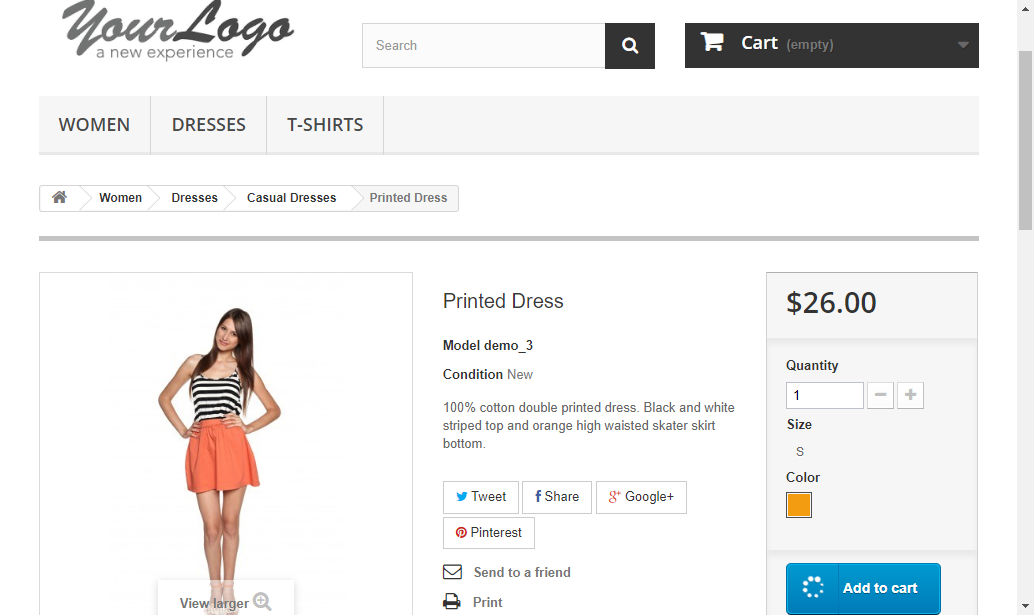 YourLogo
a new experience
Search
Cart (empty)
WOMEN DRESSES T-SHIRTS
Women Dresses Casual Dresses Printed Dress
Printed Dress
Model demo_3
Condition New
100% cotton double printed dress. Black and white
striped top and orange high waisted skater skirt
bottom.
Tweet Share Google+
Pinterest
Send to a friend
Print
View larger
$26.00
Quantity
1
Size
S
Color
Add to cart